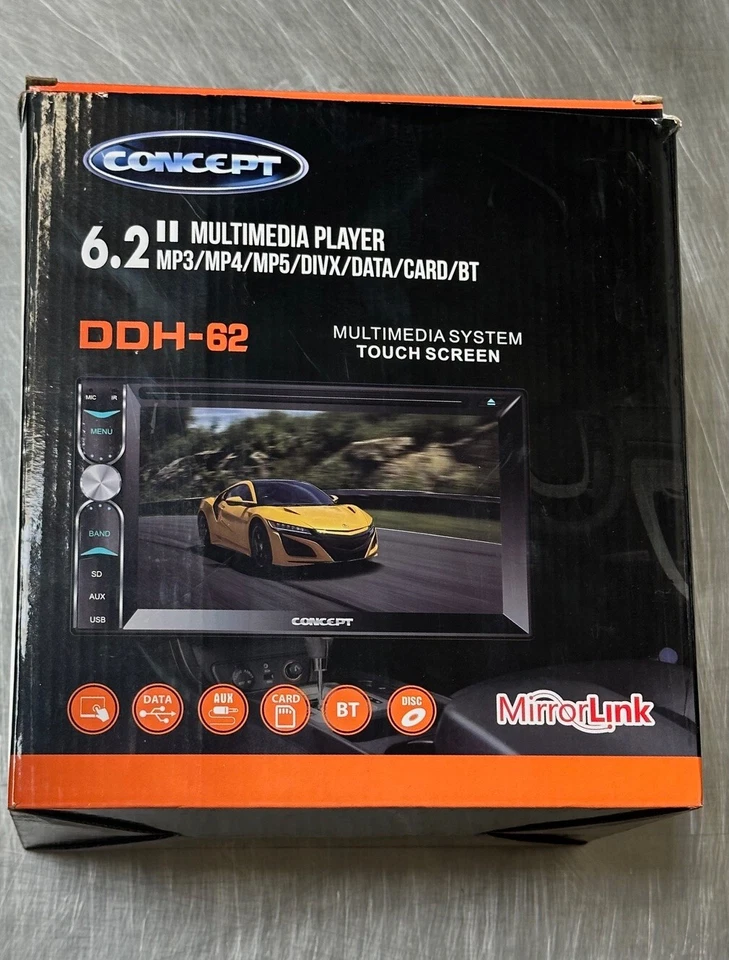 CONCEPT
6.2" MULTIMEDIA PLAYER
MP3/MP4/MP5/DIVX/DATA/CARD/BT
DDH-62
MULTIMEDIA SYSTEM
TOUCH SCREEN
MIC IR
MENU
BAND
SD
AUX
USB
CONCEPT
DATA
AUX
CARD
BT
DISC
MirrorLink